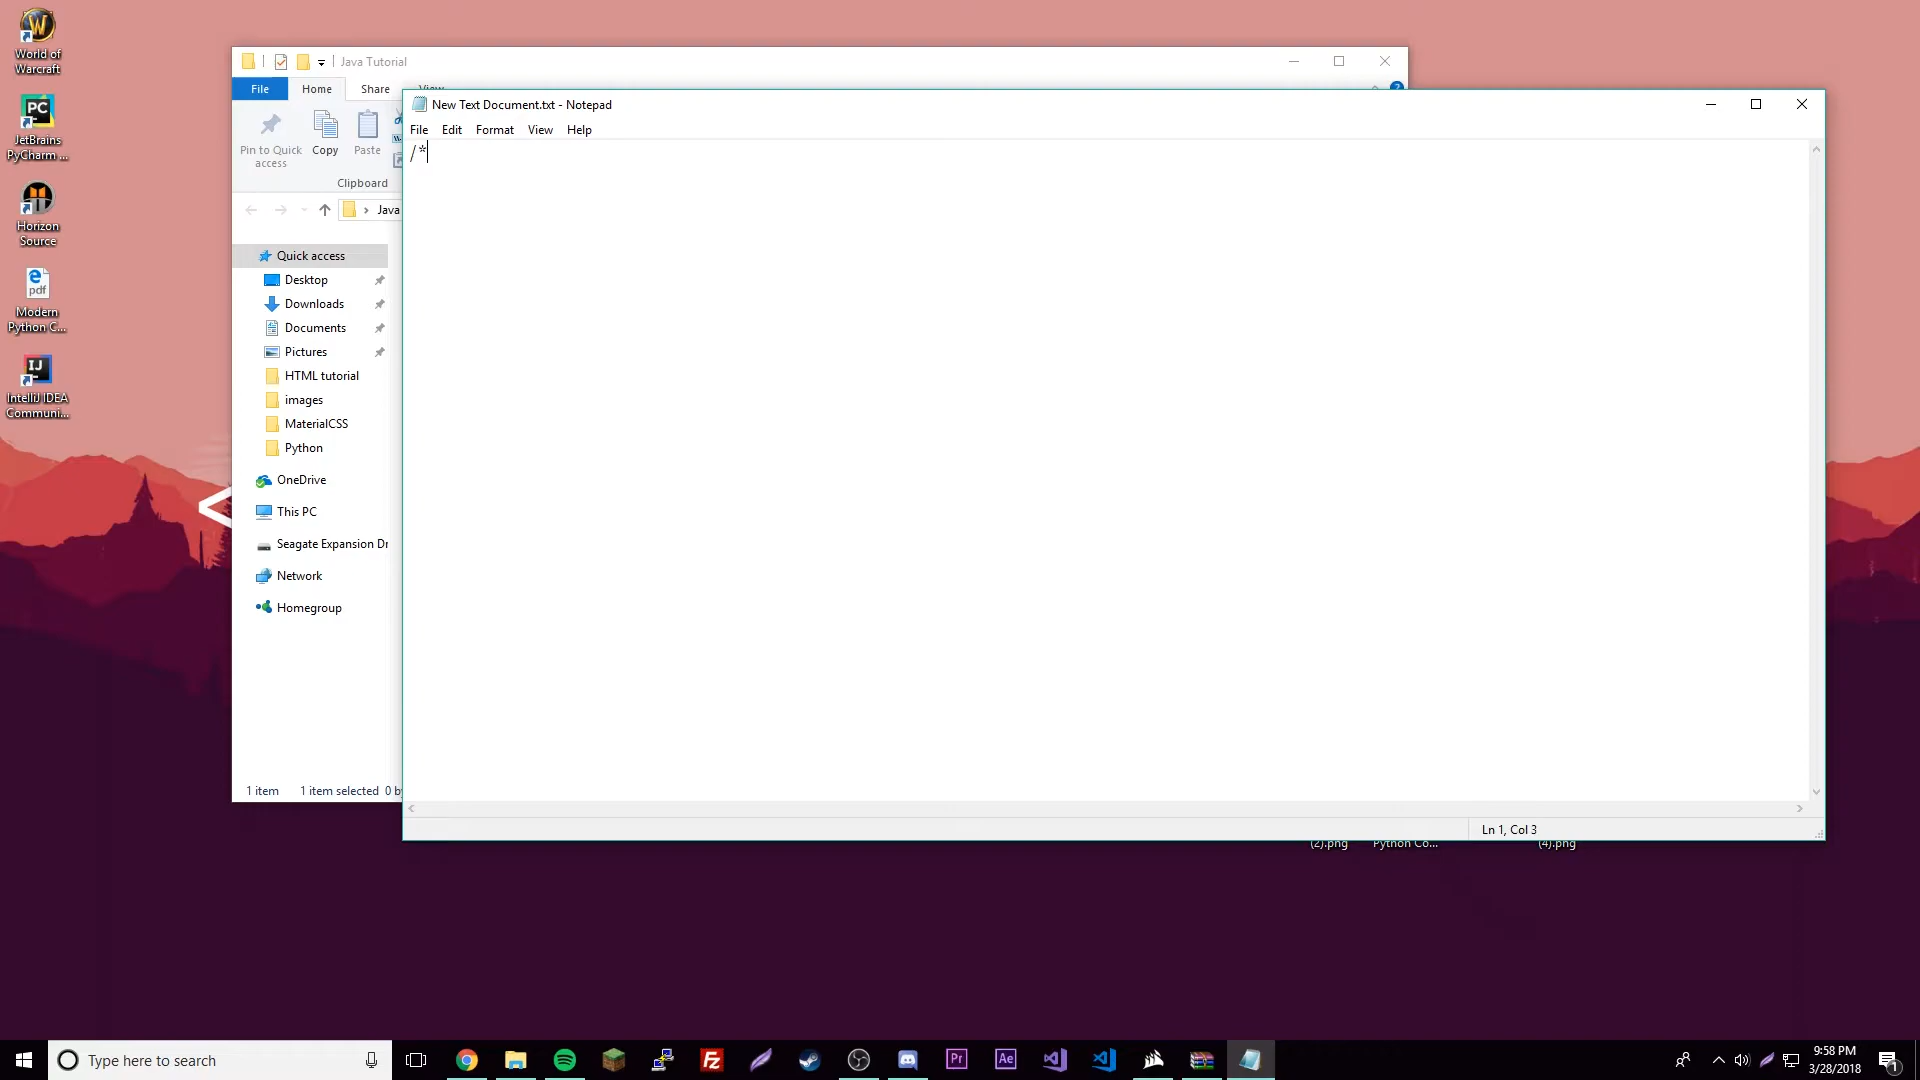 World of
Warcraft
JetBrains
PyCharm ...
Horizon
Source
pdf
Modern
Python C...
IntelliJ IDEA
Communi...
Java Tutorial
File Home Share View
Pin to Quick
access
Copy
Paste
Clipboard
Java
Quick access
Desktop
Downloads
Documents
Pictures
HTML tutorial
images
MaterialCSS
Python
OneDrive
This PC
Seagate Expansion Dr
Network
Homegroup
1 item 1 item selected 0 by
New Text Document.txt - Notepad
File Edit Format View Help
/*
Ln 1, Col 3
(2).png Python Co... (4).png
Type here to search
9:58 PM
3/28/2018